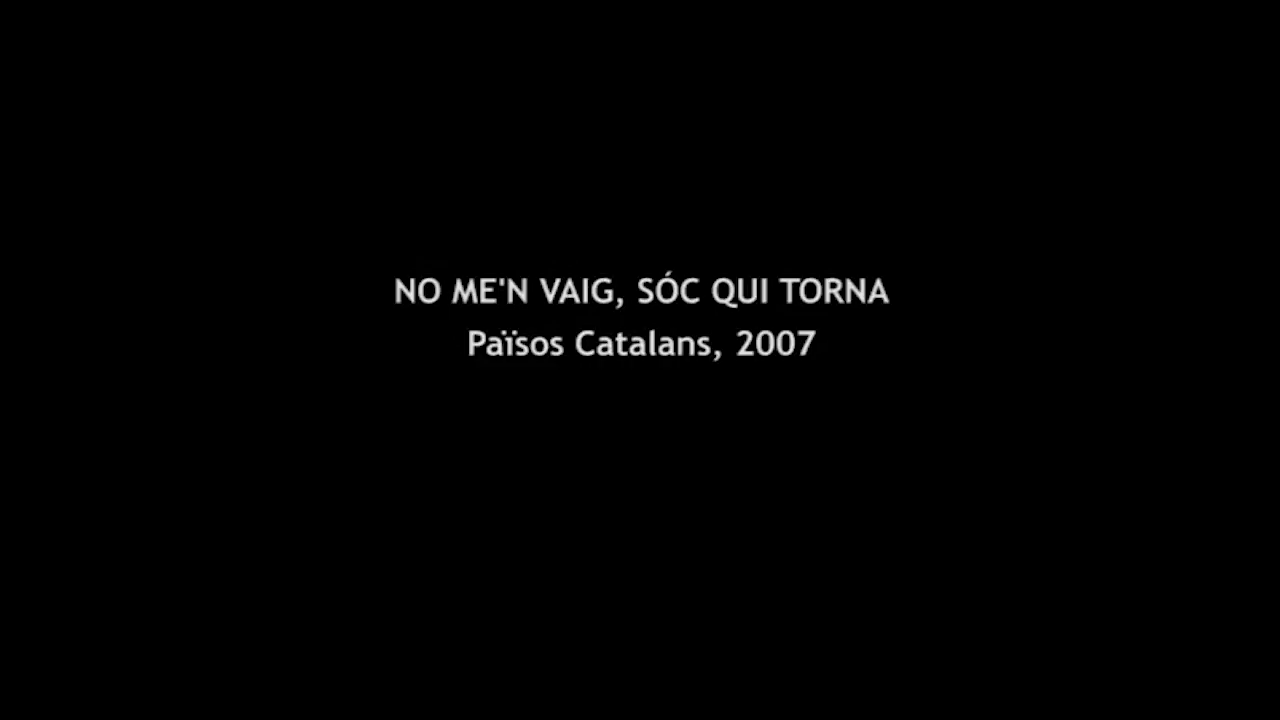 NO ME'N VAIG, SÓC QUI TORNA
Països Catalans, 2007